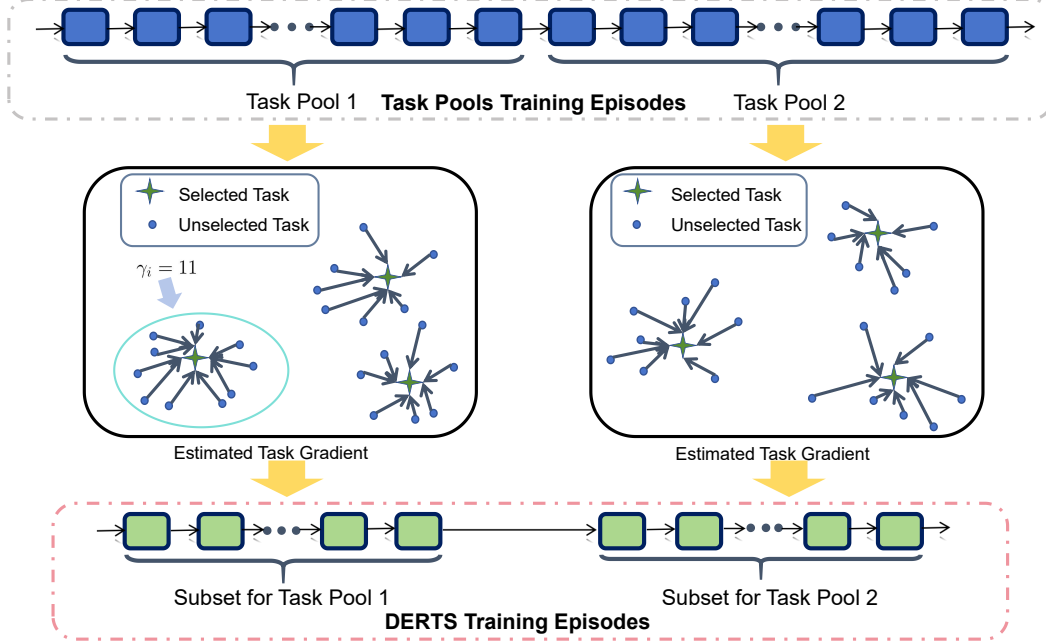 Task Pool 1
Task Pools Training Episodes
Task Pool 2
Selected Task
Unselected Task
γ_i = 11
Estimated Task Gradient
Selected Task
Unselected Task
Estimated Task Gradient
Subset for Task Pool 1
Subset for Task Pool 2
DERTS Training Episodes